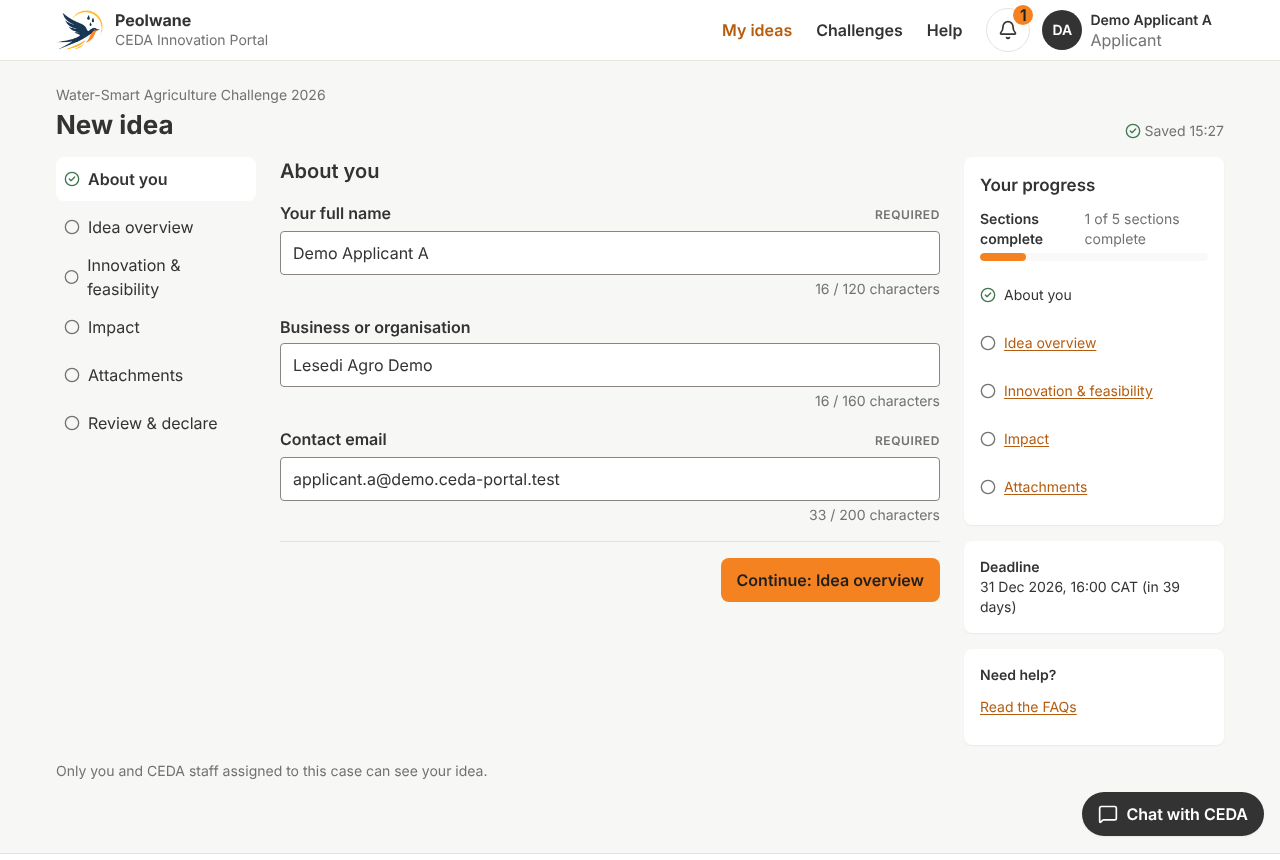 Peolwane
CEDA Innovation Portal
My ideas
Challenges
Help
1
DA
Demo Applicant A
Applicant
Water-Smart Agriculture Challenge 2026
New idea
Saved 15:27
About you
Idea overview
Innovation &
feasibility
Impact
Attachments
Review & declare
About you
Your full name
REQUIRED
Demo Applicant A
16 / 120 characters
Business or organisation
Lesedi Agro Demo
16 / 160 characters
Contact email
REQUIRED
applicant.a@demo.ceda-portal.test
33 / 200 characters
Continue: Idea overview
Your progress
Sections
complete
1 of 5 sections
complete
About you
Idea overview
Innovation & feasibility
Impact
Attachments
Deadline
31 Dec 2026, 16:00 CAT (in 39
days)
Need help?
Read the FAQs
Only you and CEDA staff assigned to this case can see your idea.
Chat with CEDA